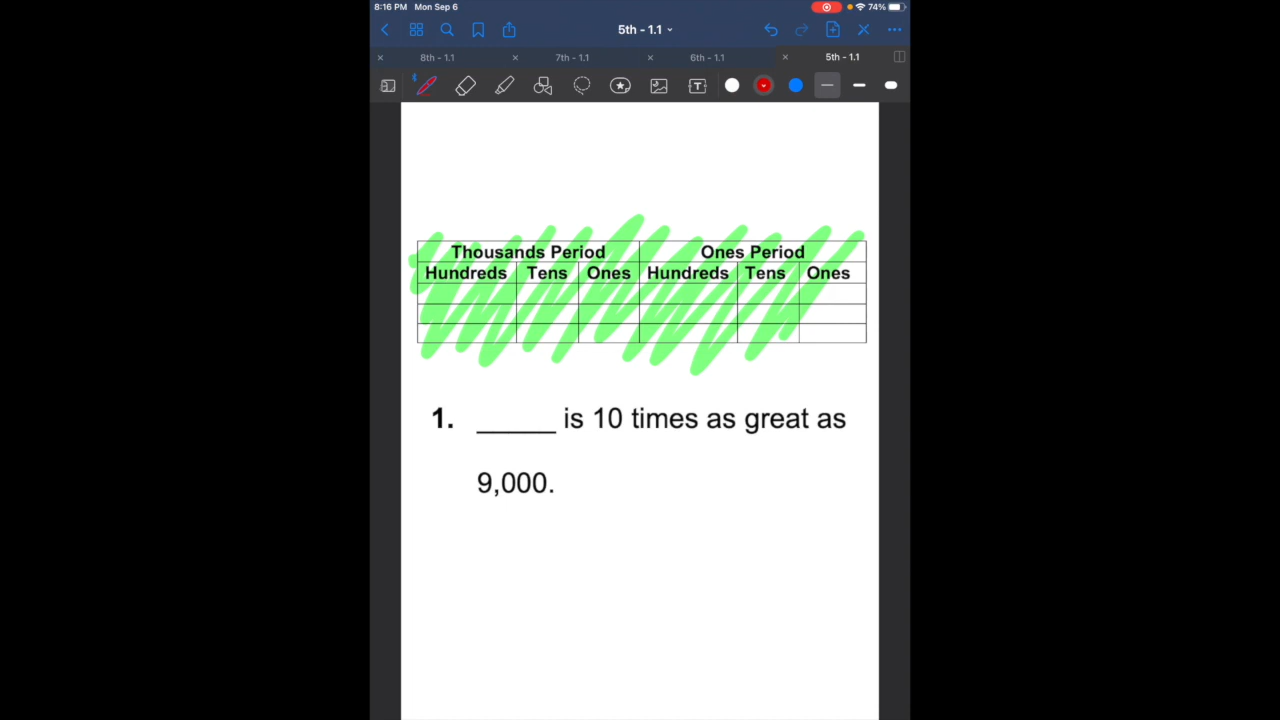 8:16 PM Mon Sep 6 74%
5th - 1.1
8th - 1.1 7th - 1.1 6th - 1.1 5th - 1.1
T
Thousands Period Ones Period
Hundreds Tens Ones Hundreds Tens Ones
1. _____ is 10 times as great as
9,000.